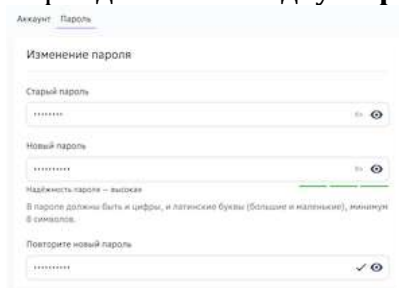 Аккаунт Пароль
Изменение пароля
Старый пароль
••••••••
Новый пароль
••••••••••
Надёжность пароля – высокая
В пароле должны быть и цифры, и латинские буквы (большие и маленькие), минимум
8 символов.
Повторите новый пароль
••••••••••